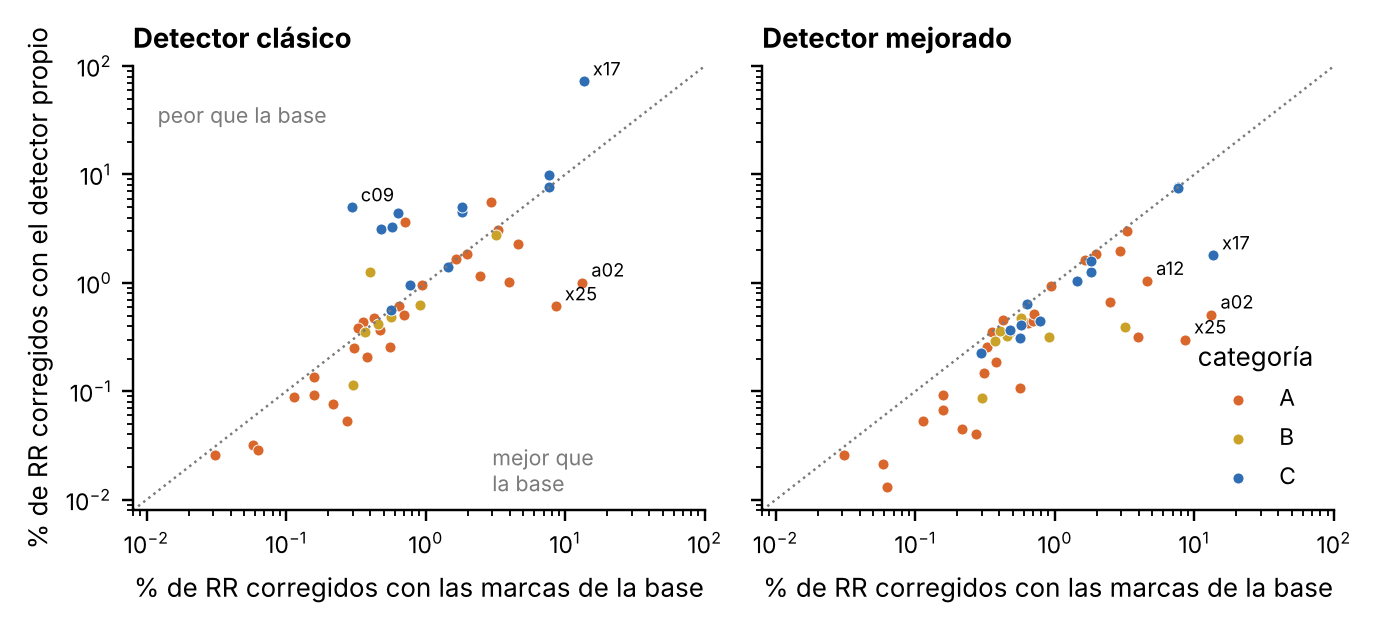 Detector clásico
% de RR corregidos con el detector propio
10²
10¹
10⁰
10⁻¹
10⁻²
peor que la base
x17
c09
a02
x25
mejor que
la base
10⁻²
10⁻¹
10⁰
10¹
10²
% de RR corregidos con las marcas de la base
Detector mejorado
x17
a12
a02
x25
categoría
A
B
C
10⁻²
10⁻¹
10⁰
10¹
10²
% de RR corregidos con las marcas de la base